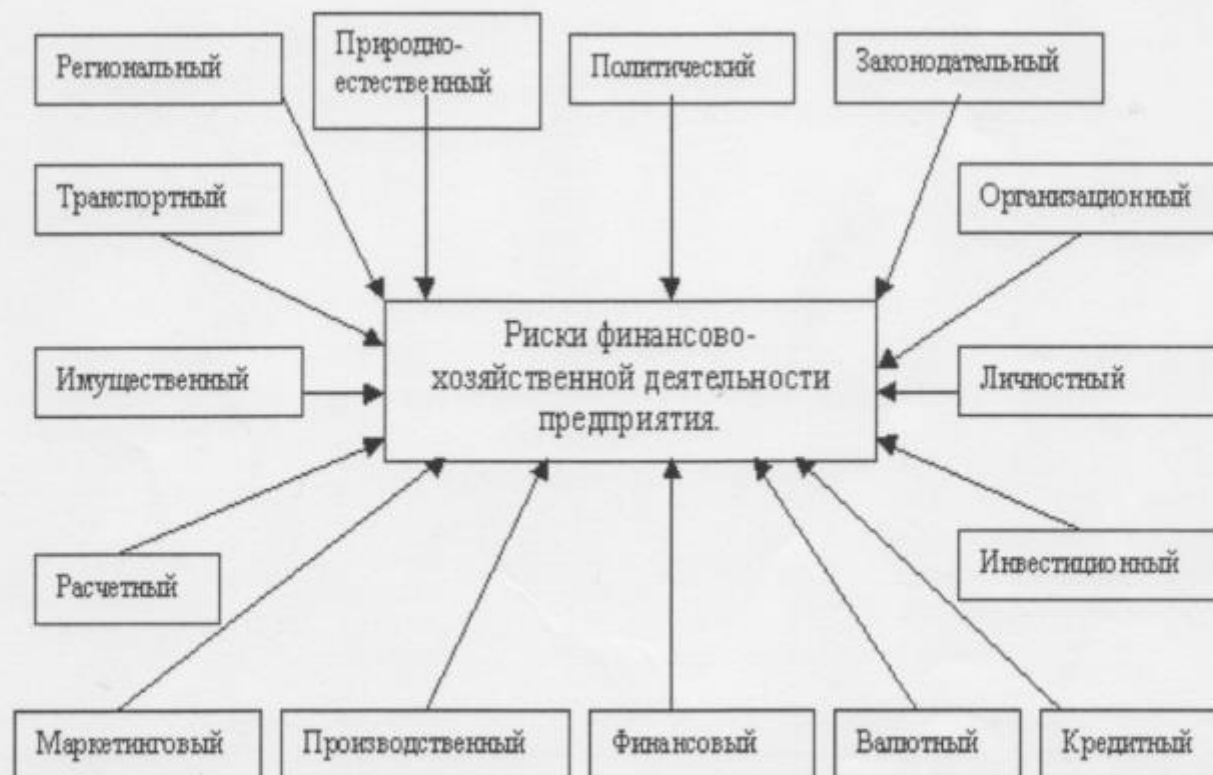 Региональный
Природно-
естественный
Политический
Законодательный
Транспортный
Организационный
Риски финансово-
хозяйственной деятельности
предприятия.
Имущественный
Личностный
Расчетный
Инвестиционный
Маркетинговый
Производственный
Финансовый
Валютный
Кредитный